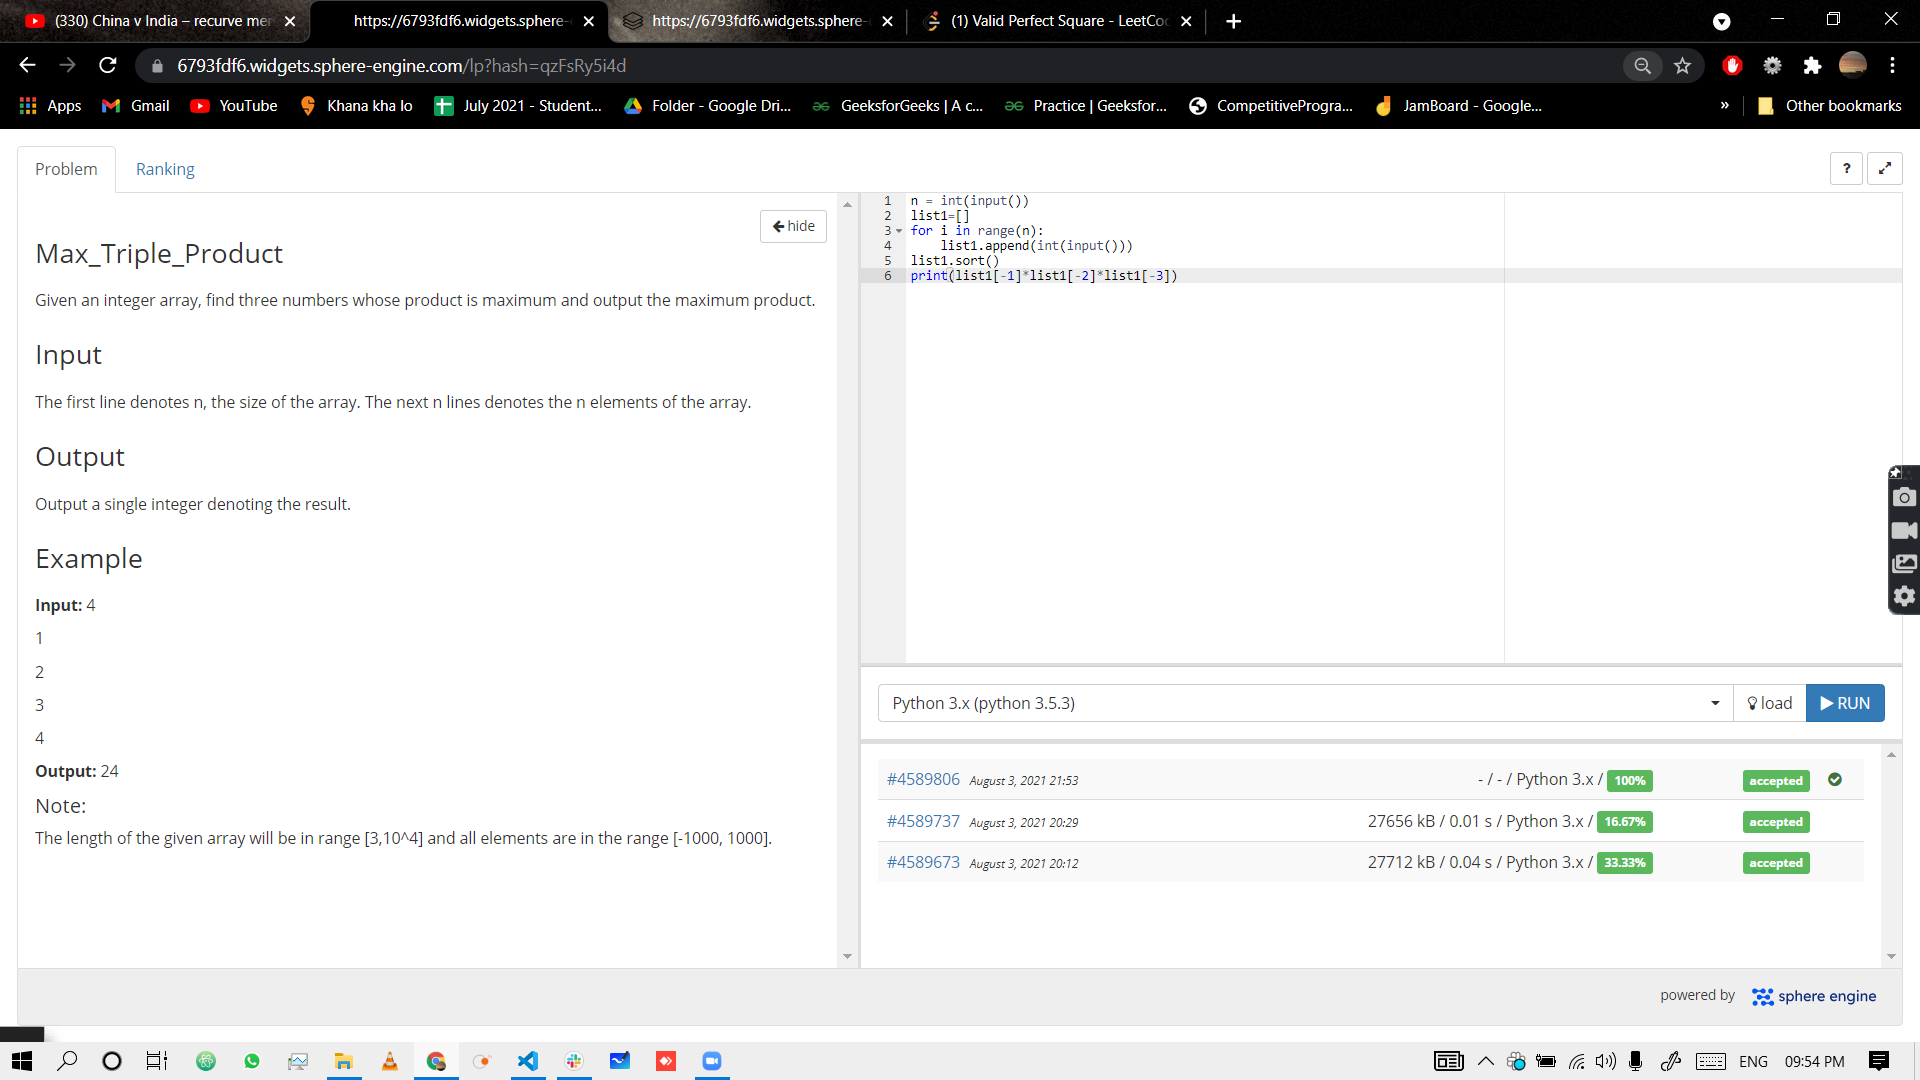 (330) China v India – recurve mer
https://6793fdf6.widgets.sphere-
https://6793fdf6.widgets.sphere-
(1) Valid Perfect Square - LeetCo
6793fdf6.widgets.sphere-engine.com/lp?hash=qzFsRy5i4d
Apps
Gmail
YouTube
Khana kha lo
July 2021 - Student...
Folder - Google Dri...
GeeksforGeeks | A c...
Practice | Geeksfor...
CompetitiveProgra...
JamBoard - Google...
»
Other bookmarks
Problem
Ranking
?
hide
Max_Triple_Product
Given an integer array, find three numbers whose product is maximum and output the maximum product.
Input
The first line denotes n, the size of the array. The next n lines denotes the n elements of the array.
Output
Output a single integer denoting the result.
Example
Input: 4
1
2
3
4
Output: 24
Note:
The length of the given array will be in range [3,10^4] and all elements are in the range [-1000, 1000].
1 n = int(input())
2 list1=[]
3 for i in range(n):
4 list1.append(int(input()))
5 list1.sort()
6 print(list1[-1]*list1[-2]*list1[-3])
Python 3.x (python 3.5.3)
load
RUN
#4589806 August 3, 2021 21:53 - / - / Python 3.x / 100% accepted
#4589737 August 3, 2021 20:29 27656 kB / 0.01 s / Python 3.x / 16.67% accepted
#4589673 August 3, 2021 20:12 27712 kB / 0.04 s / Python 3.x / 33.33% accepted
powered by sphere engine
ENG
09:54 PM